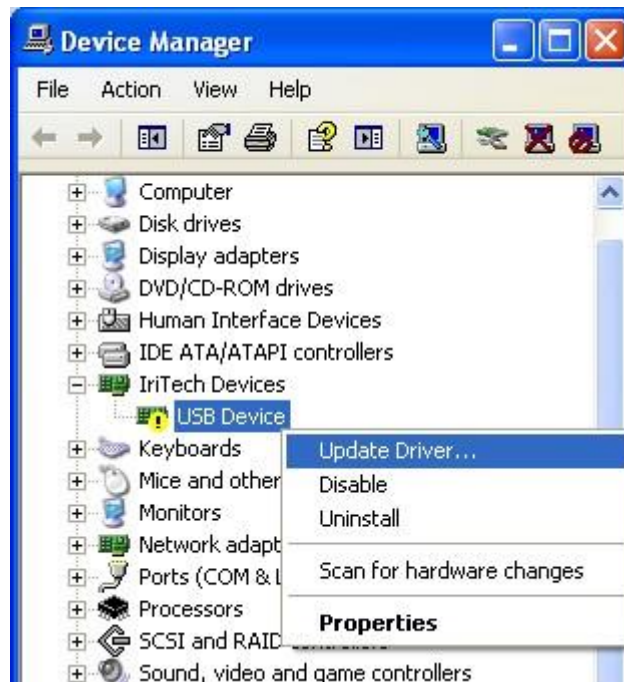 Device Manager
File Action View Help
Computer
Disk drives
Display adapters
DVD/CD-ROM drives
Human Interface Devices
IDE ATA/ATAPI controllers
IriTech Devices
USB Device
Keyboards
Mice and other
Monitors
Network adapt
Ports (COM & L
Processors
SCSI and RAID
Sound, video and game controllers
Update Driver...
Disable
Uninstall
Scan for hardware changes
Properties